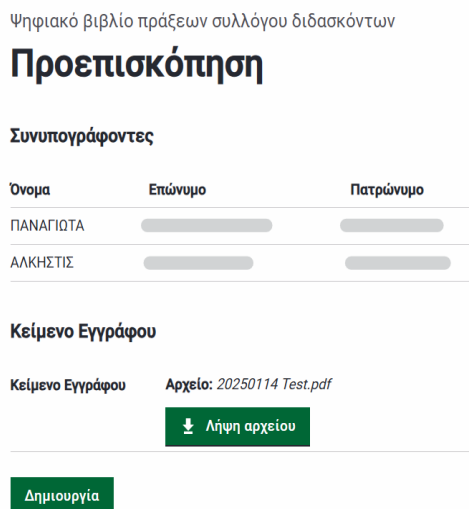 Ψηφιακό βιβλίο πράξεων συλλόγου διδασκόντων
Προεπισκόπηση
Συνυπογράφοντες
Όνομα Επώνυμο Πατρώνυμο
ΠΑΝΑΓΙΩΤΑ
ΑΛΚΗΣΤΙΣ
Κείμενο Εγγράφου
Κείμενο Εγγράφου Αρχείο: 20250114 Test.pdf
Λήψη αρχείου
Δημιουργία